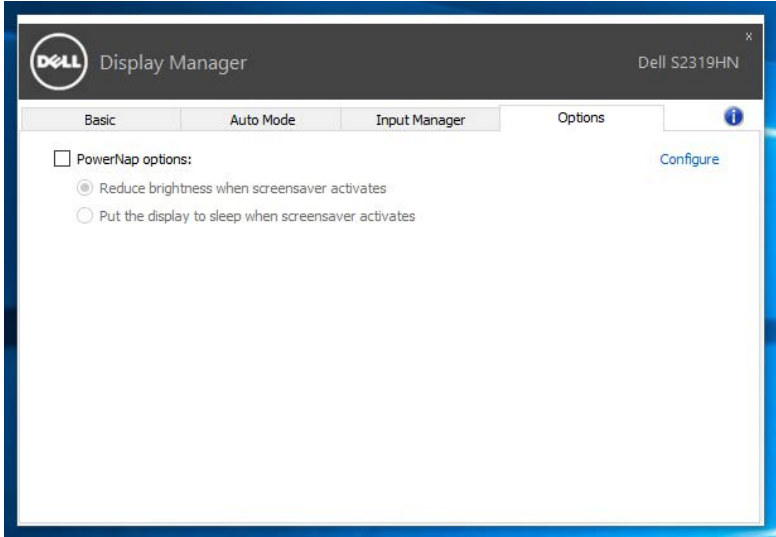 x
DELL Display Manager Dell S2319HN
Basic Auto Mode Input Manager Options i
PowerNap options: Configure
Reduce brightness when screensaver activates
Put the display to sleep when screensaver activates